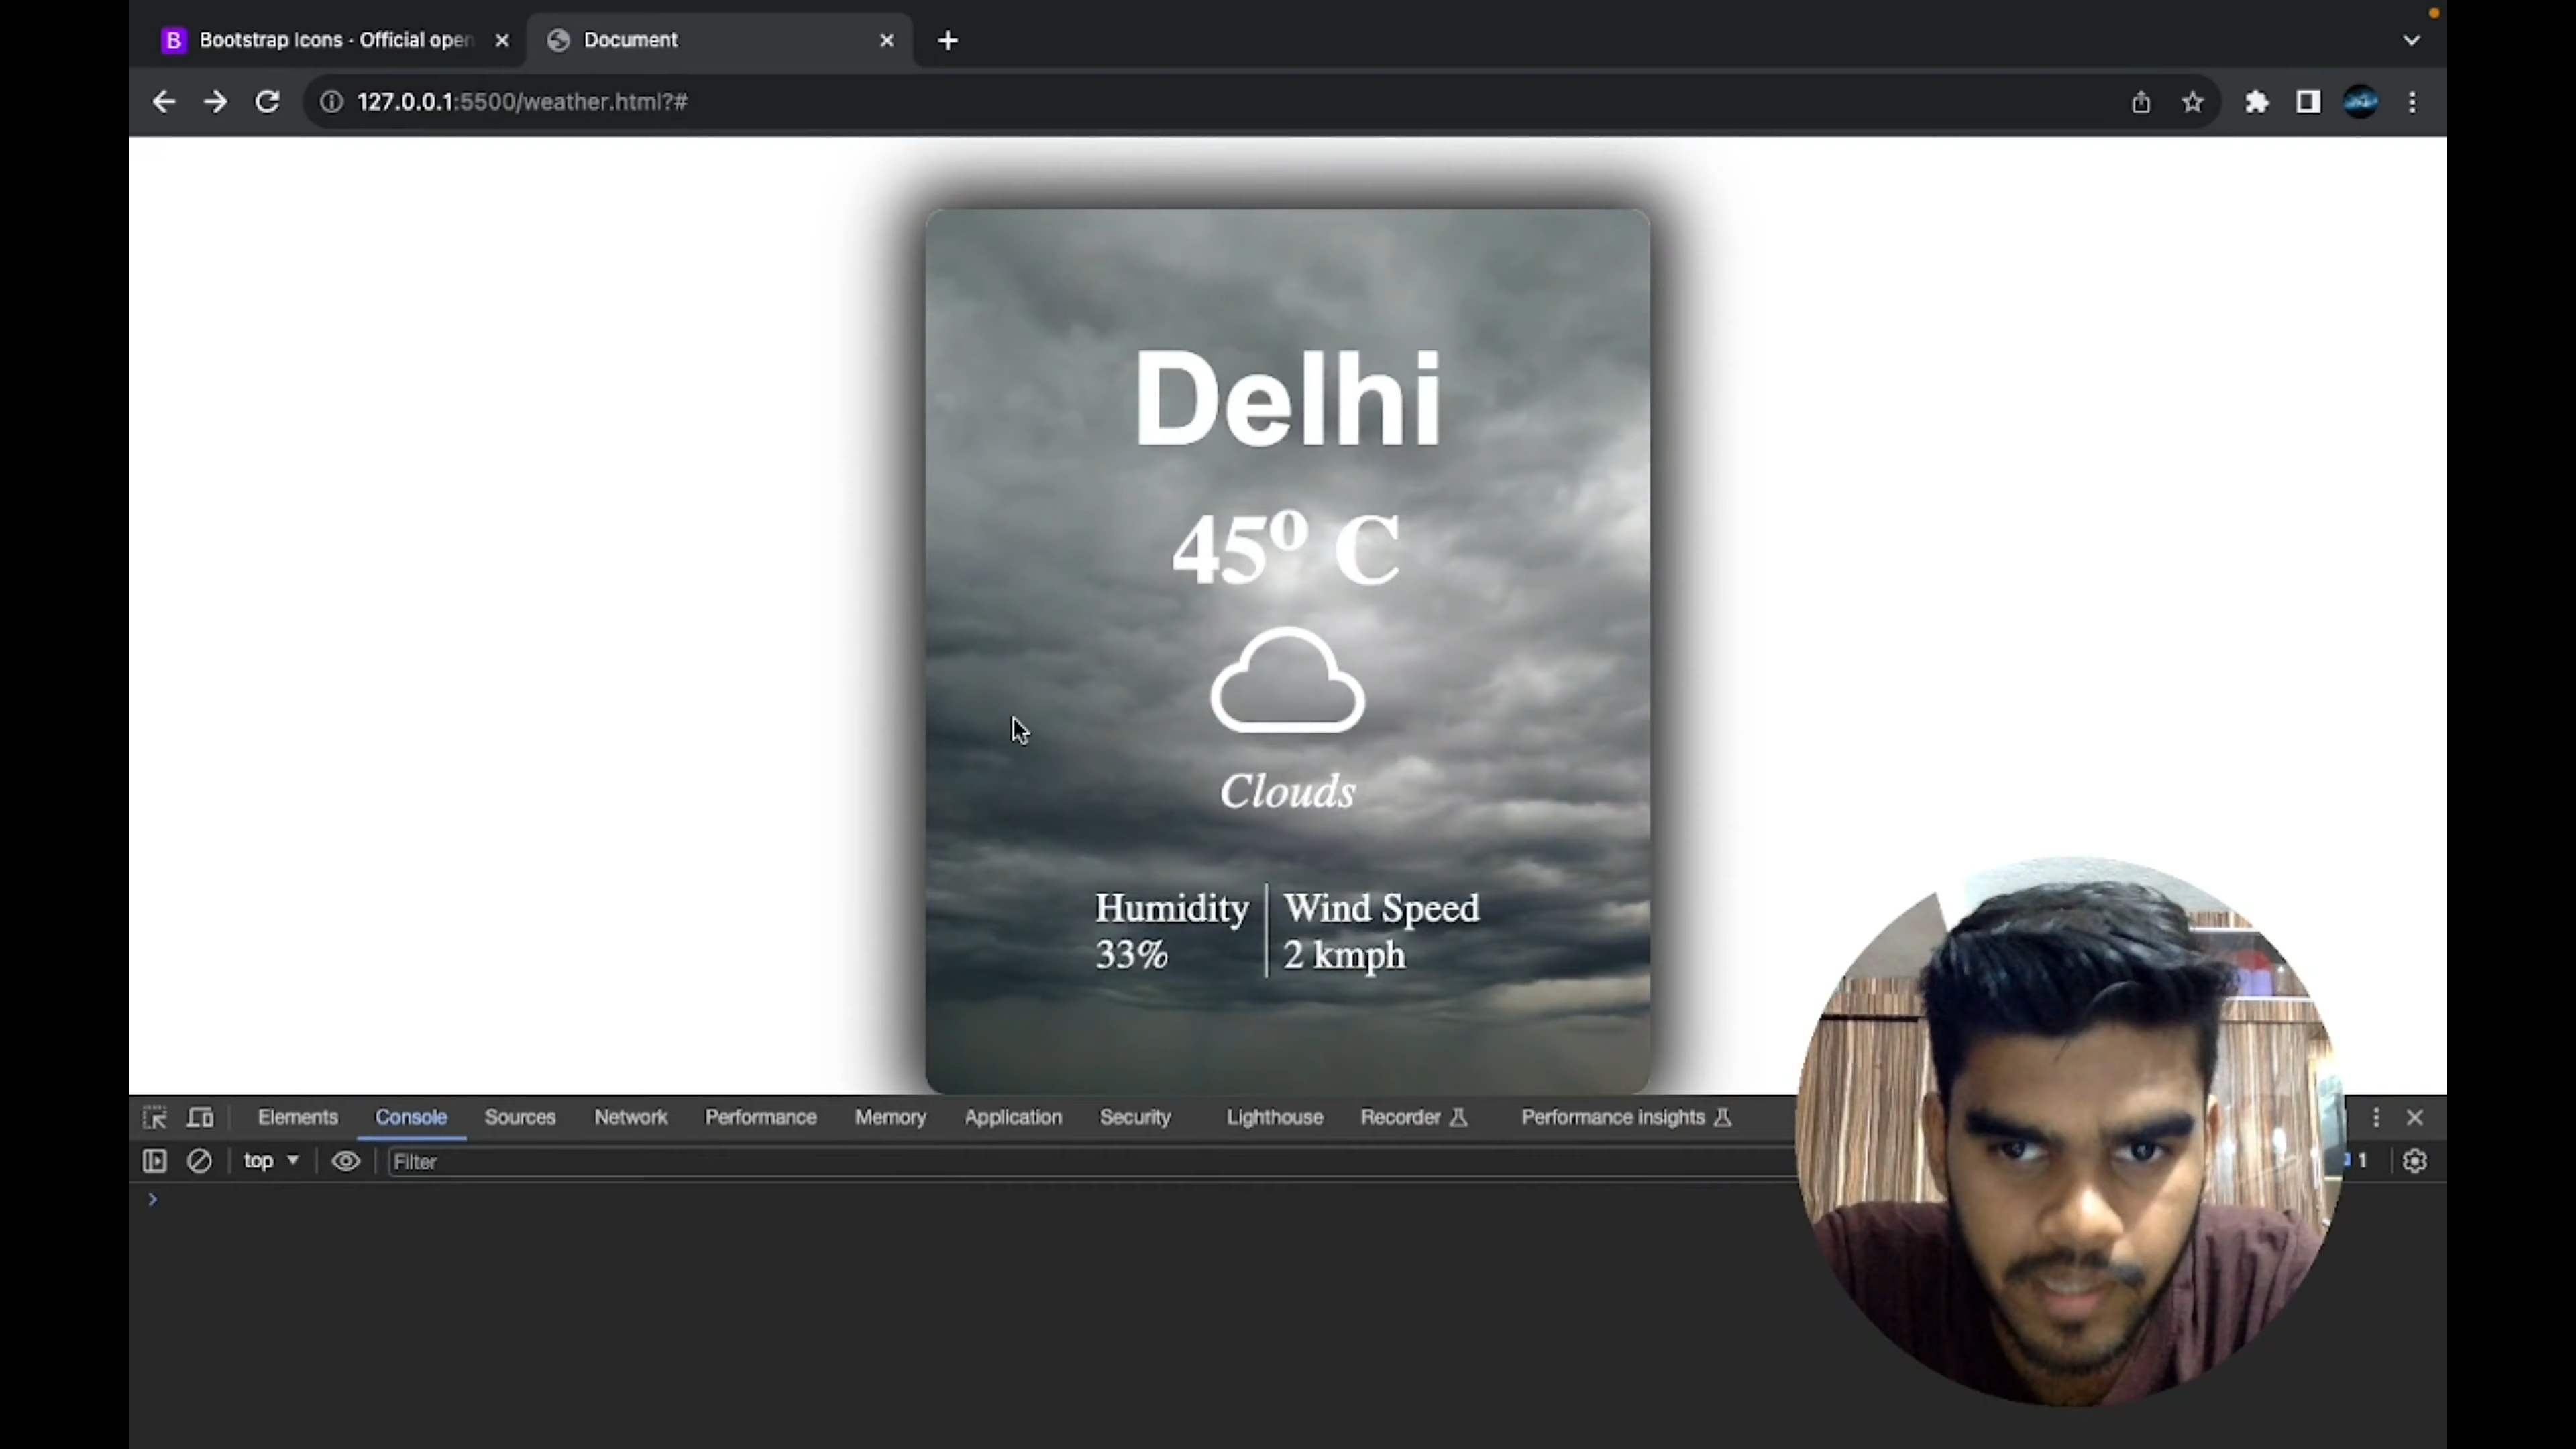 Bootstrap Icons · Official open
Document
127.0.0.1:5500/weather.html?#
Delhi
45º C
Clouds
Humidity
33%
Wind Speed
2 kmph
Elements Console Sources Network Performance Memory Application Security Lighthouse Recorder Performance insights
top Filter 1